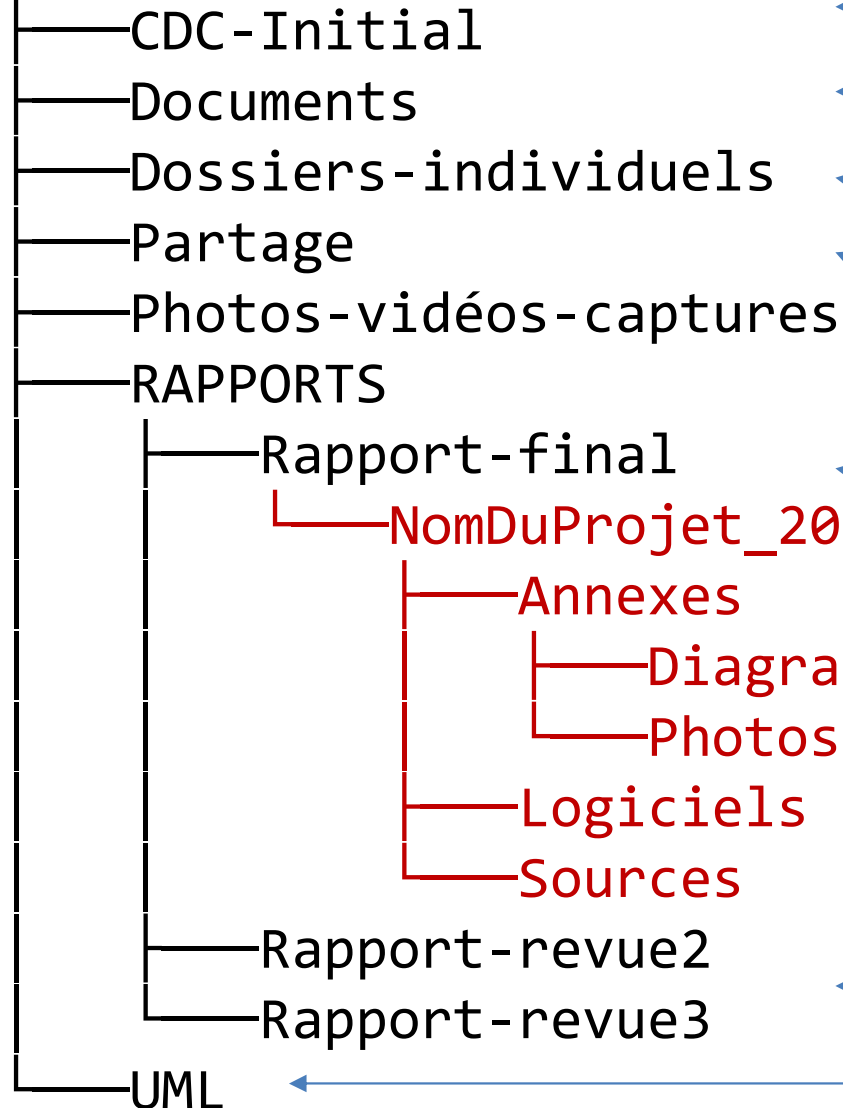 CDC-Initial
Documents
Dossiers-individuels
Partage
Photos-vidéos-captures
RAPPORTS
Rapport-final
NomDuProjet_20
Annexes
Diagra
Photos
Logiciels
Sources
Rapport-revue2
Rapport-revue3
UML